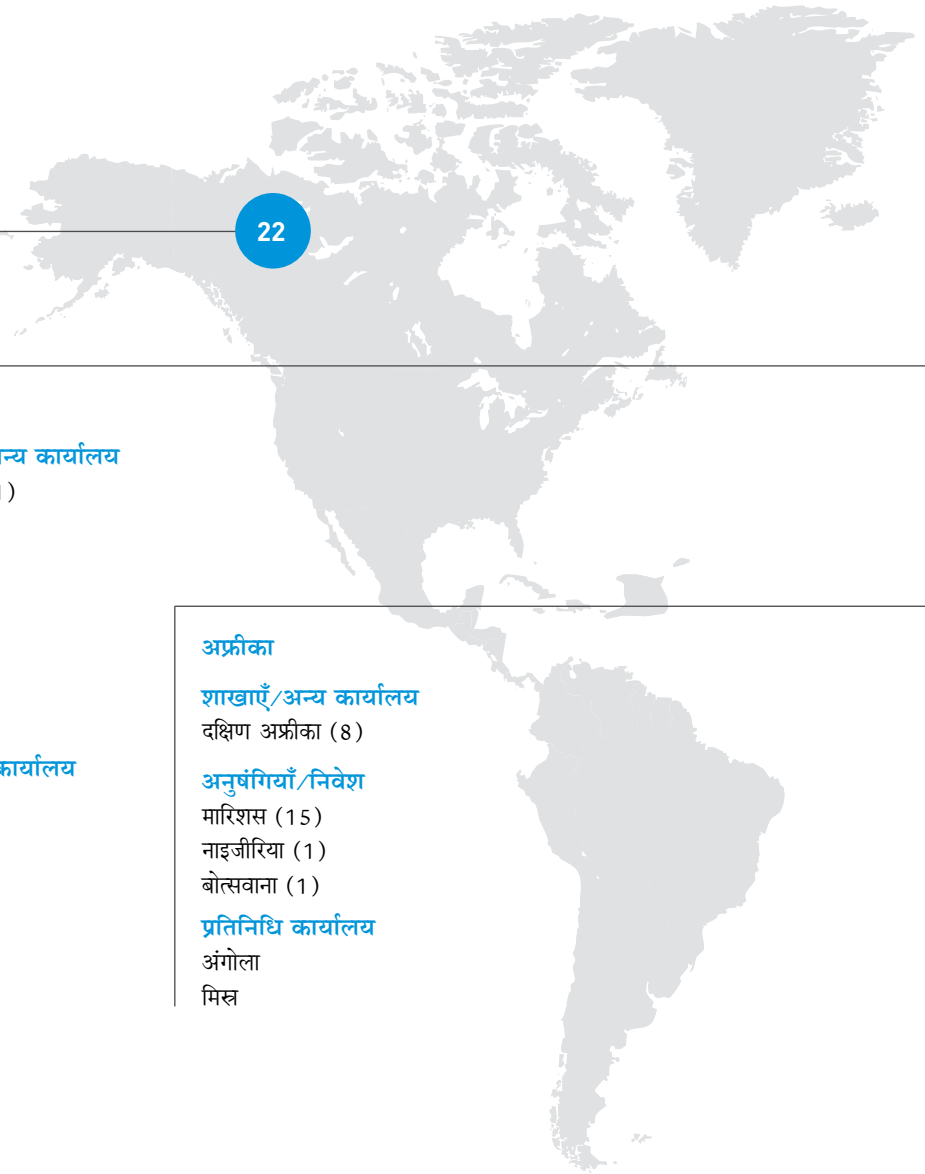 22
न्य कार्यालय
)
कार्यालय
अफ्रीका
शाखाएँ/अन्य कार्यालय
दक्षिण अफ्रीका (8)
अनुषंगियाँ/निवेश
मारिशस (15)
नाइजीरिया (1)
बोत्सवाना (1)
प्रतिनिधि कार्यालय
अंगोला
मिस्र